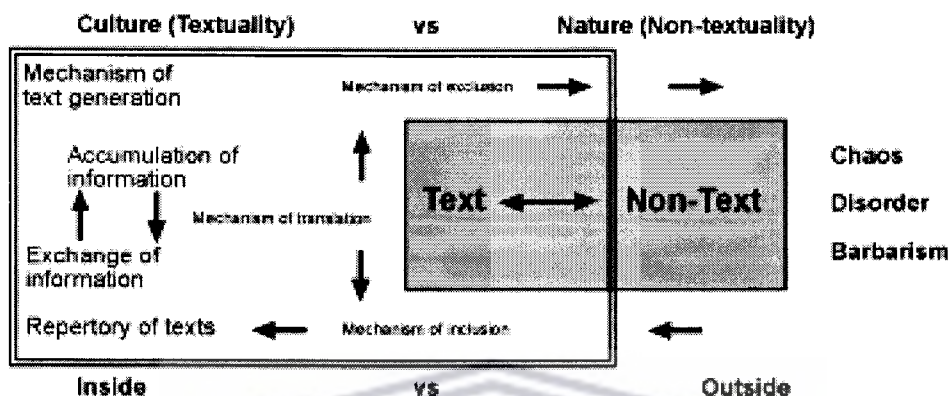 Culture (Textuality) vs Nature (Non-textuality)
Mechanism of
text generation
Mechanism of exclusion
Accumulation of
information
Mechanism of translation
Text
Non-Text
Chaos
Disorder
Barbarism
Exchange of
information
Repertory of texts
Mechanism of inclusion
Inside vs Outside